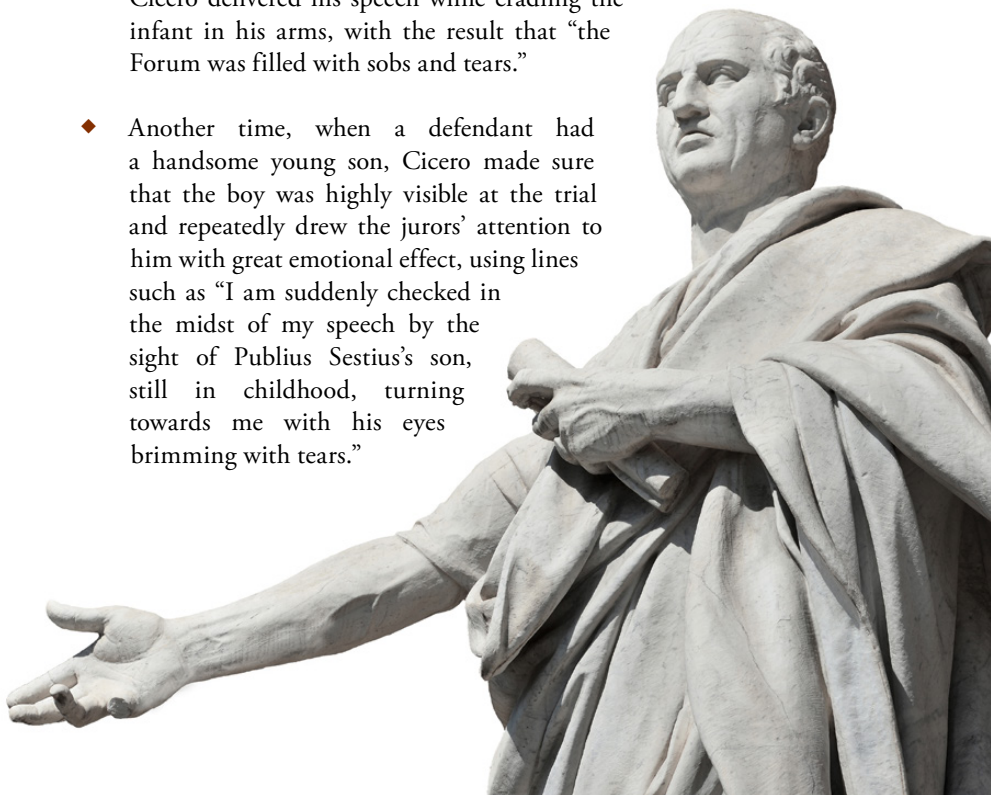 Cicero delivered his speech while cradling the
infant in his arms, with the result that “the
Forum was filled with sobs and tears.”
Another time, when a defendant had
a handsome young son, Cicero made sure
that the boy was highly visible at the trial
and repeatedly drew the jurors’ attention to
him with great emotional effect, using lines
such as “I am suddenly checked in
the midst of my speech by the
sight of Publius Sestius’s son,
still in childhood, turning
towards me with his eyes
brimming with tears.”